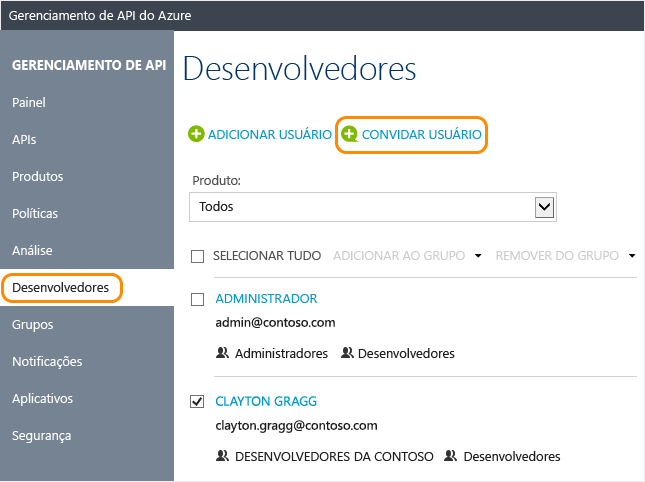 Gerenciamento de API do Azure
GERENCIAMENTO DE API
Painel
APIs
Produtos
Políticas
Análise
Desenvolvedores
Grupos
Notificações
Aplicativos
Segurança
Desenvolvedores
ADICIONAR USUÁRIO CONVIDAR USUÁRIO
Produto:
Todos
SELECIONAR TUDO ADICIONAR AO GRUPO REMOVER DO GRUPO
ADMINISTRADOR
admin@contoso.com
Administradores Desenvolvedores
CLAYTON GRAGG
clayton.gragg@contoso.com
DESENVOLVEDORES DA CONTOSO Desenvolvedores